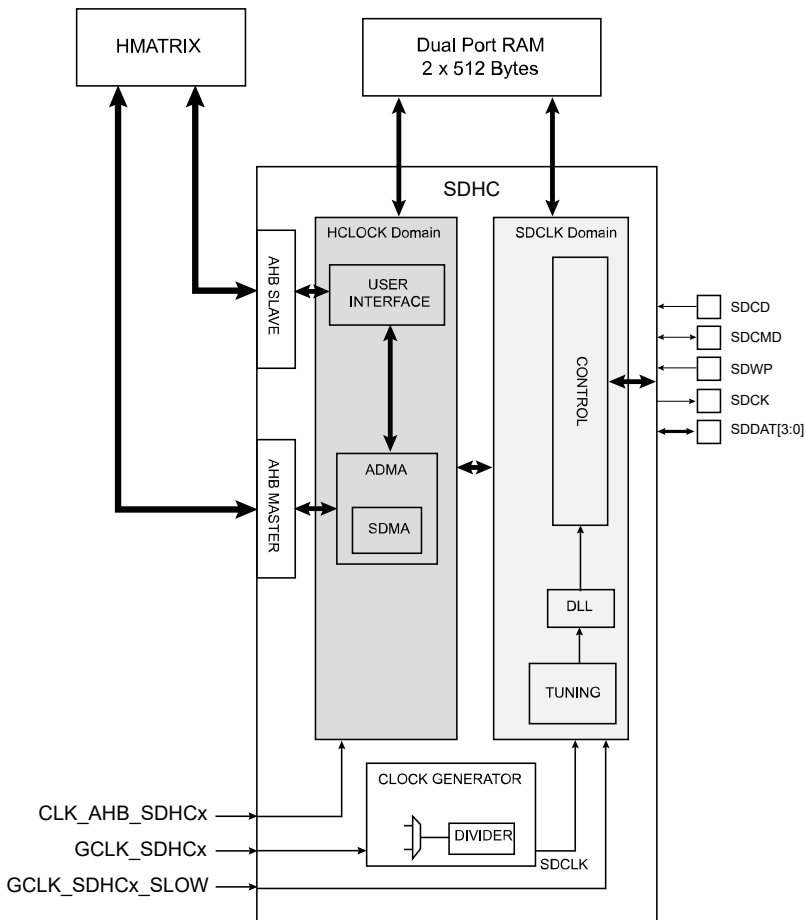 HMATRIX
Dual Port RAM
2 x 512 Bytes
SDHC
HCLOCK Domain
SDCLK Domain
AHB SLAVE
USER
INTERFACE
CONTROL
SDCD
SDCMD
SDWP
SDCK
SDDAT[3:0]
AHB MASTER
ADMA
SDMA
DLL
TUNING
CLOCK GENERATOR
DIVIDER
SDCLK
CLK_AHB_SDHCx
GCLK_SDHCx
GCLK_SDHCx_SLOW